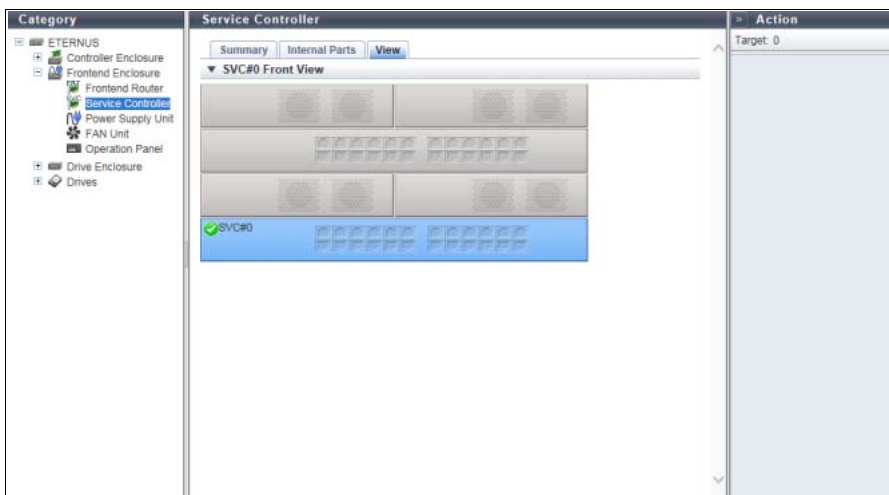 Category
ETERNUS
Controller Enclosure
Frontend Enclosure
Frontend Router
Service Controller
Power Supply Unit
FAN Unit
Operation Panel
Drive Enclosure
Drives
Service Controller
Summary Internal Parts View
▼ SVC#0 Front View
SVC#0
» Action
Target: 0